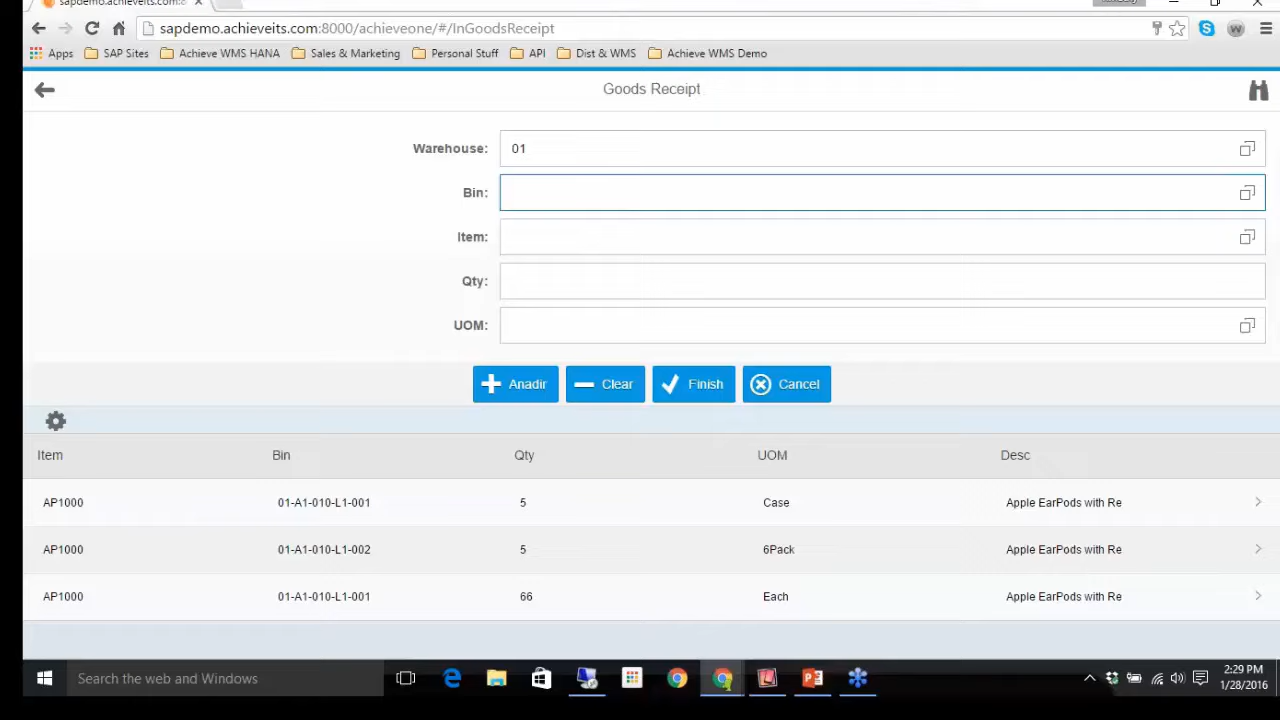 sapdemo.achieveits.com:8
sapdemo.achieveits.com:8000/achieveone/#/InGoodsReceipt
Apps SAP Sites Achieve WMS HANA Sales & Marketing Personal Stuff API Dist & WMS Achieve WMS Demo
Goods Receipt
Warehouse: 01
Bin:
Item:
Qty:
UOM:
Anadir Clear Finish Cancel
Item Bin Qty UOM Desc
AP1000 01-A1-010-L1-001 5 Case Apple EarPods with Re
AP1000 01-A1-010-L1-002 5 6Pack Apple EarPods with Re
AP1000 01-A1-010-L1-001 66 Each Apple EarPods with Re
Search the web and Windows
2:29 PM
1/28/2016